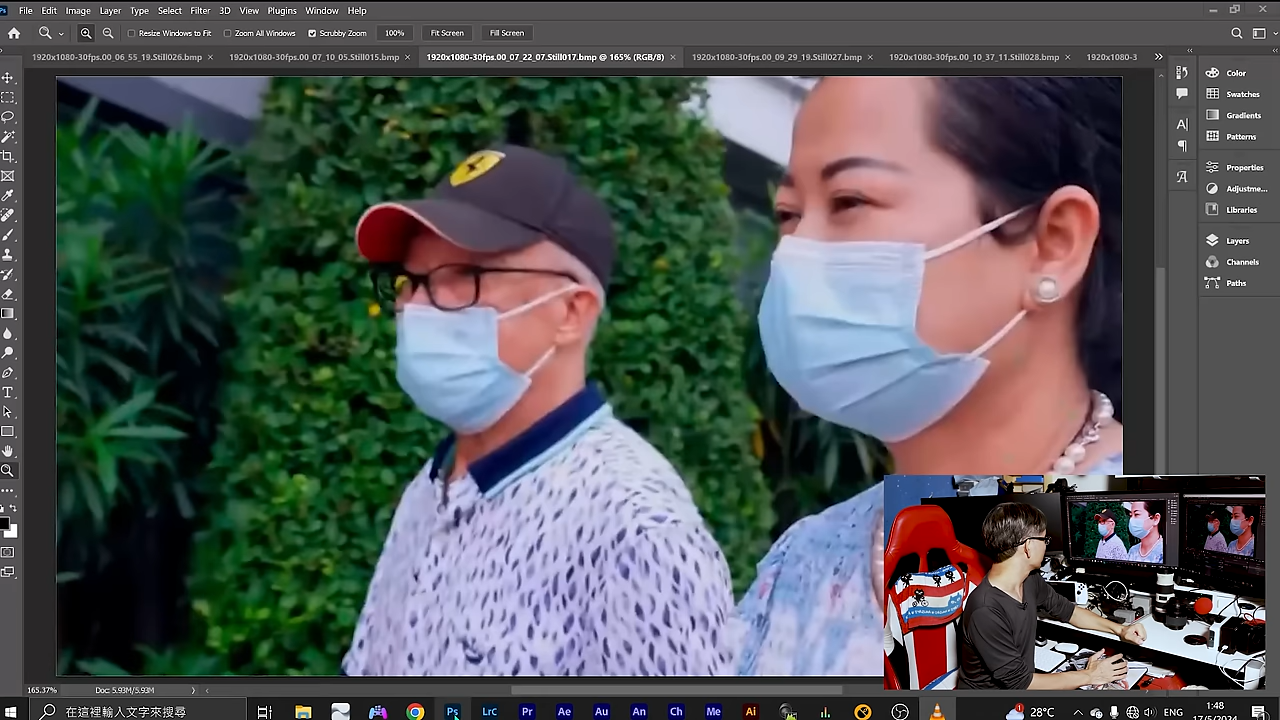 Ps File Edit Image Layer Type Select Filter 3D View Plugins Window Help
Resize Windows to Fit Zoom All Windows Scrubby Zoom 100% Fit Screen Fill Screen
1920x1080-30fps.00_06_55_19.Still026.bmp × 1920x1080-30fps.00_07_10_05.Still015.bmp × 1920x1080-30fps.00_07_22_07.Still017.bmp @ 165% (RGB/8) × 1920x1080-30fps.00_09_29_19.Still027.bmp × 1920x1080-30fps.00_10_37_11.Still028.bmp × 1920x1080-3 »
Color
Swatches
Gradients
Patterns
Properties
Adjustme...
Libraries
Layers
Channels
Paths
165.37% Doc: 5.93M/5.93M
在這裡輸入文字來搜尋
Ps Lrc Pr Ae Au An Ch Me Ai
28°C
1:48